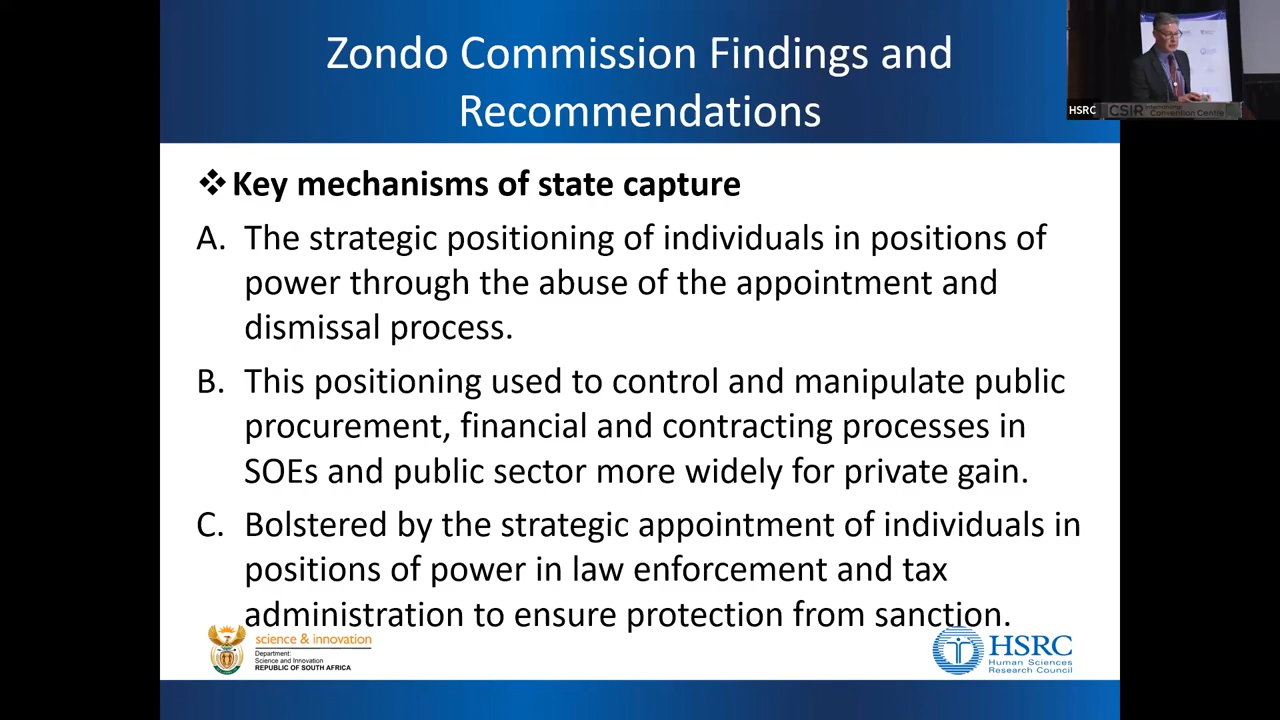 Zondo Commission Findings and
Recommendations
HSRC
CSIR
International
Convention Centre
❖ Key mechanisms of state capture
A. The strategic positioning of individuals in positions of
power through the abuse of the appointment and
dismissal process.
B. This positioning used to control and manipulate public
procurement, financial and contracting processes in
SOEs and public sector more widely for private gain.
C. Bolstered by the strategic appointment of individuals in
positions of power in law enforcement and tax
administration to ensure protection from sanction.
science & innovation
Department:
Science and Innovation
REPUBLIC OF SOUTH AFRICA
HSRC
Human Sciences
Research Council